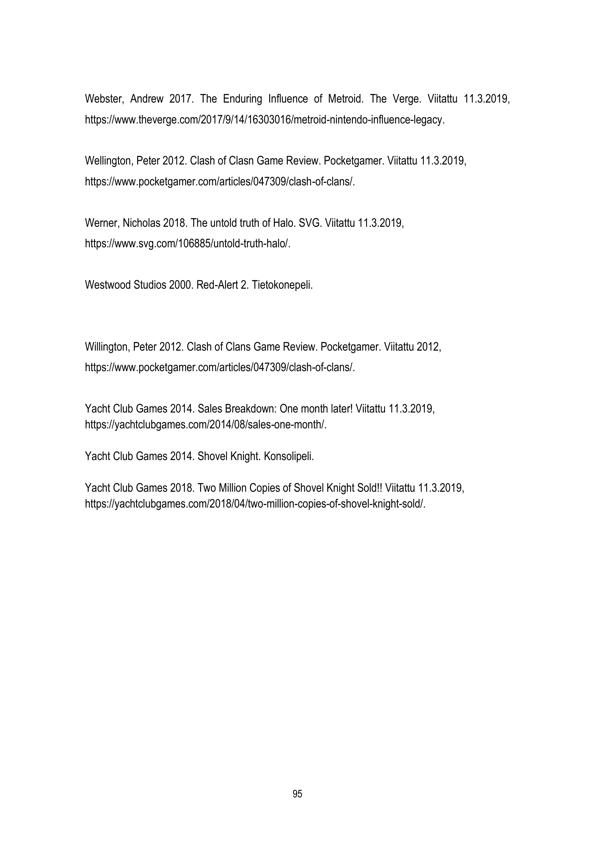 Webster, Andrew 2017. The Enduring Influence of Metroid. The Verge. Viitattu 11.3.2019,
https://www.theverge.com/2017/9/14/16303016/metroid-nintendo-influence-legacy.
Wellington, Peter 2012. Clash of Clasn Game Review. Pocketgamer. Viitattu 11.3.2019,
https://www.pocketgamer.com/articles/047309/clash-of-clans/.
Werner, Nicholas 2018. The untold truth of Halo. SVG. Viitattu 11.3.2019,
https://www.svg.com/106885/untold-truth-halo/.
Westwood Studios 2000. Red-Alert 2. Tietokonepeli.
Willington, Peter 2012. Clash of Clans Game Review. Pocketgamer. Viitattu 2012,
https://www.pocketgamer.com/articles/047309/clash-of-clans/.
Yacht Club Games 2014. Sales Breakdown: One month later! Viitattu 11.3.2019,
https://yachtclubgames.com/2014/08/sales-one-month/.
Yacht Club Games 2014. Shovel Knight. Konsolipeli.
Yacht Club Games 2018. Two Million Copies of Shovel Knight Sold!! Viitattu 11.3.2019,
https://yachtclubgames.com/2018/04/two-million-copies-of-shovel-knight-sold/.
95